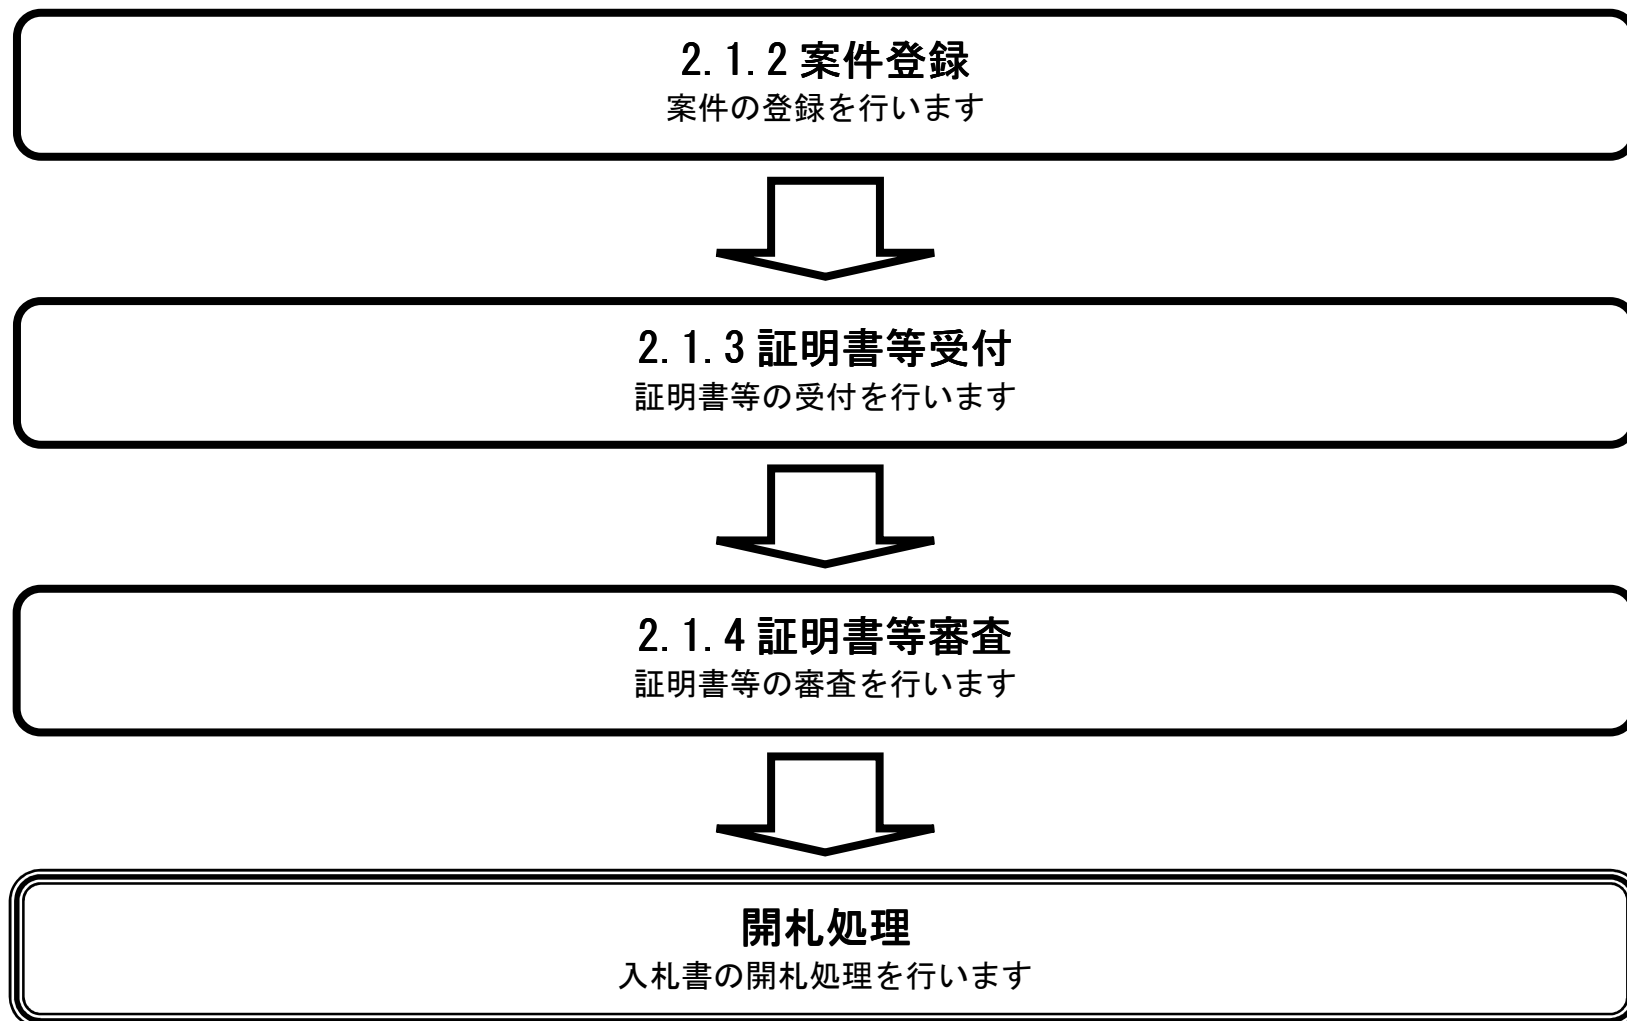 2.1.2 案件登録
案件の登録を行います
2.1.3 証明書等受付
証明書等の受付を行います
2.1.4 証明書等審査
証明書等の審査を行います
開札処理
入札書の開札処理を行います